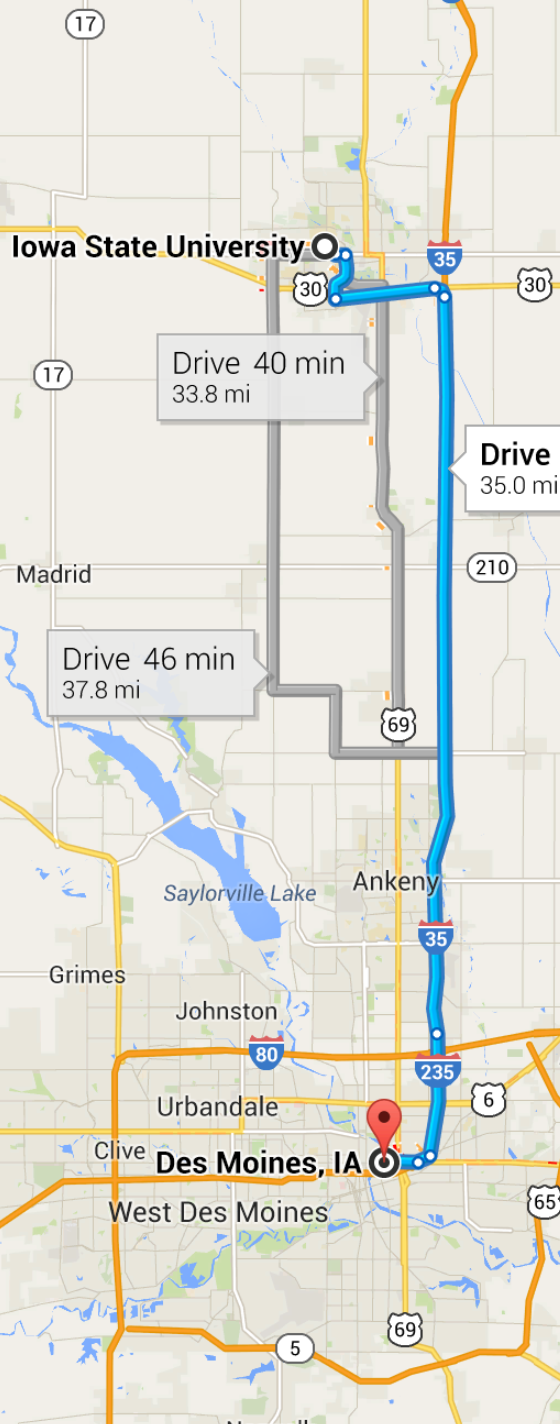 17
Iowa State University
35
30
30
Drive 40 min
33.8 mi
17
Drive
35.0 mi
210
Madrid
Drive 46 min
37.8 mi
69
Ankeny
Saylorville Lake
35
Grimes
Johnston
80
235
6
Urbandale
Clive
Des Moines, IA
65
West Des Moines
69
5